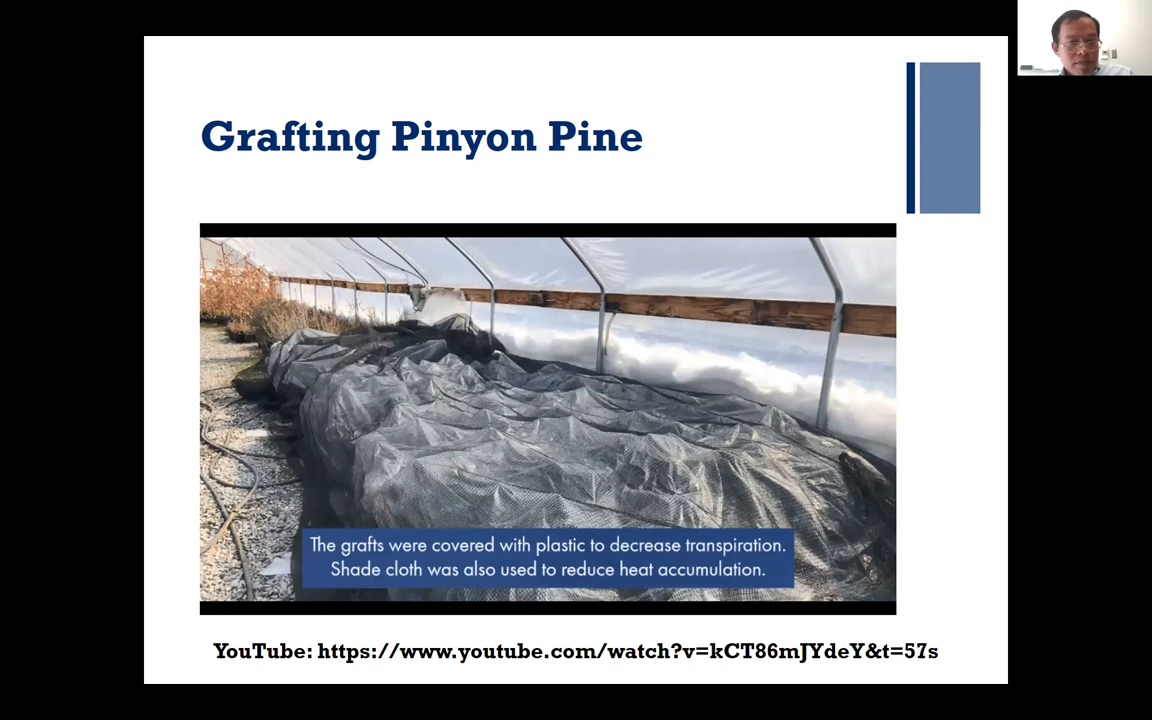 Grafting Pinyon Pine
The grafts were covered with plastic to decrease transpiration.
Shade cloth was also used to reduce heat accumulation.
YouTube: https://www.youtube.com/watch?v=kCT86mJYdeY&t=57s